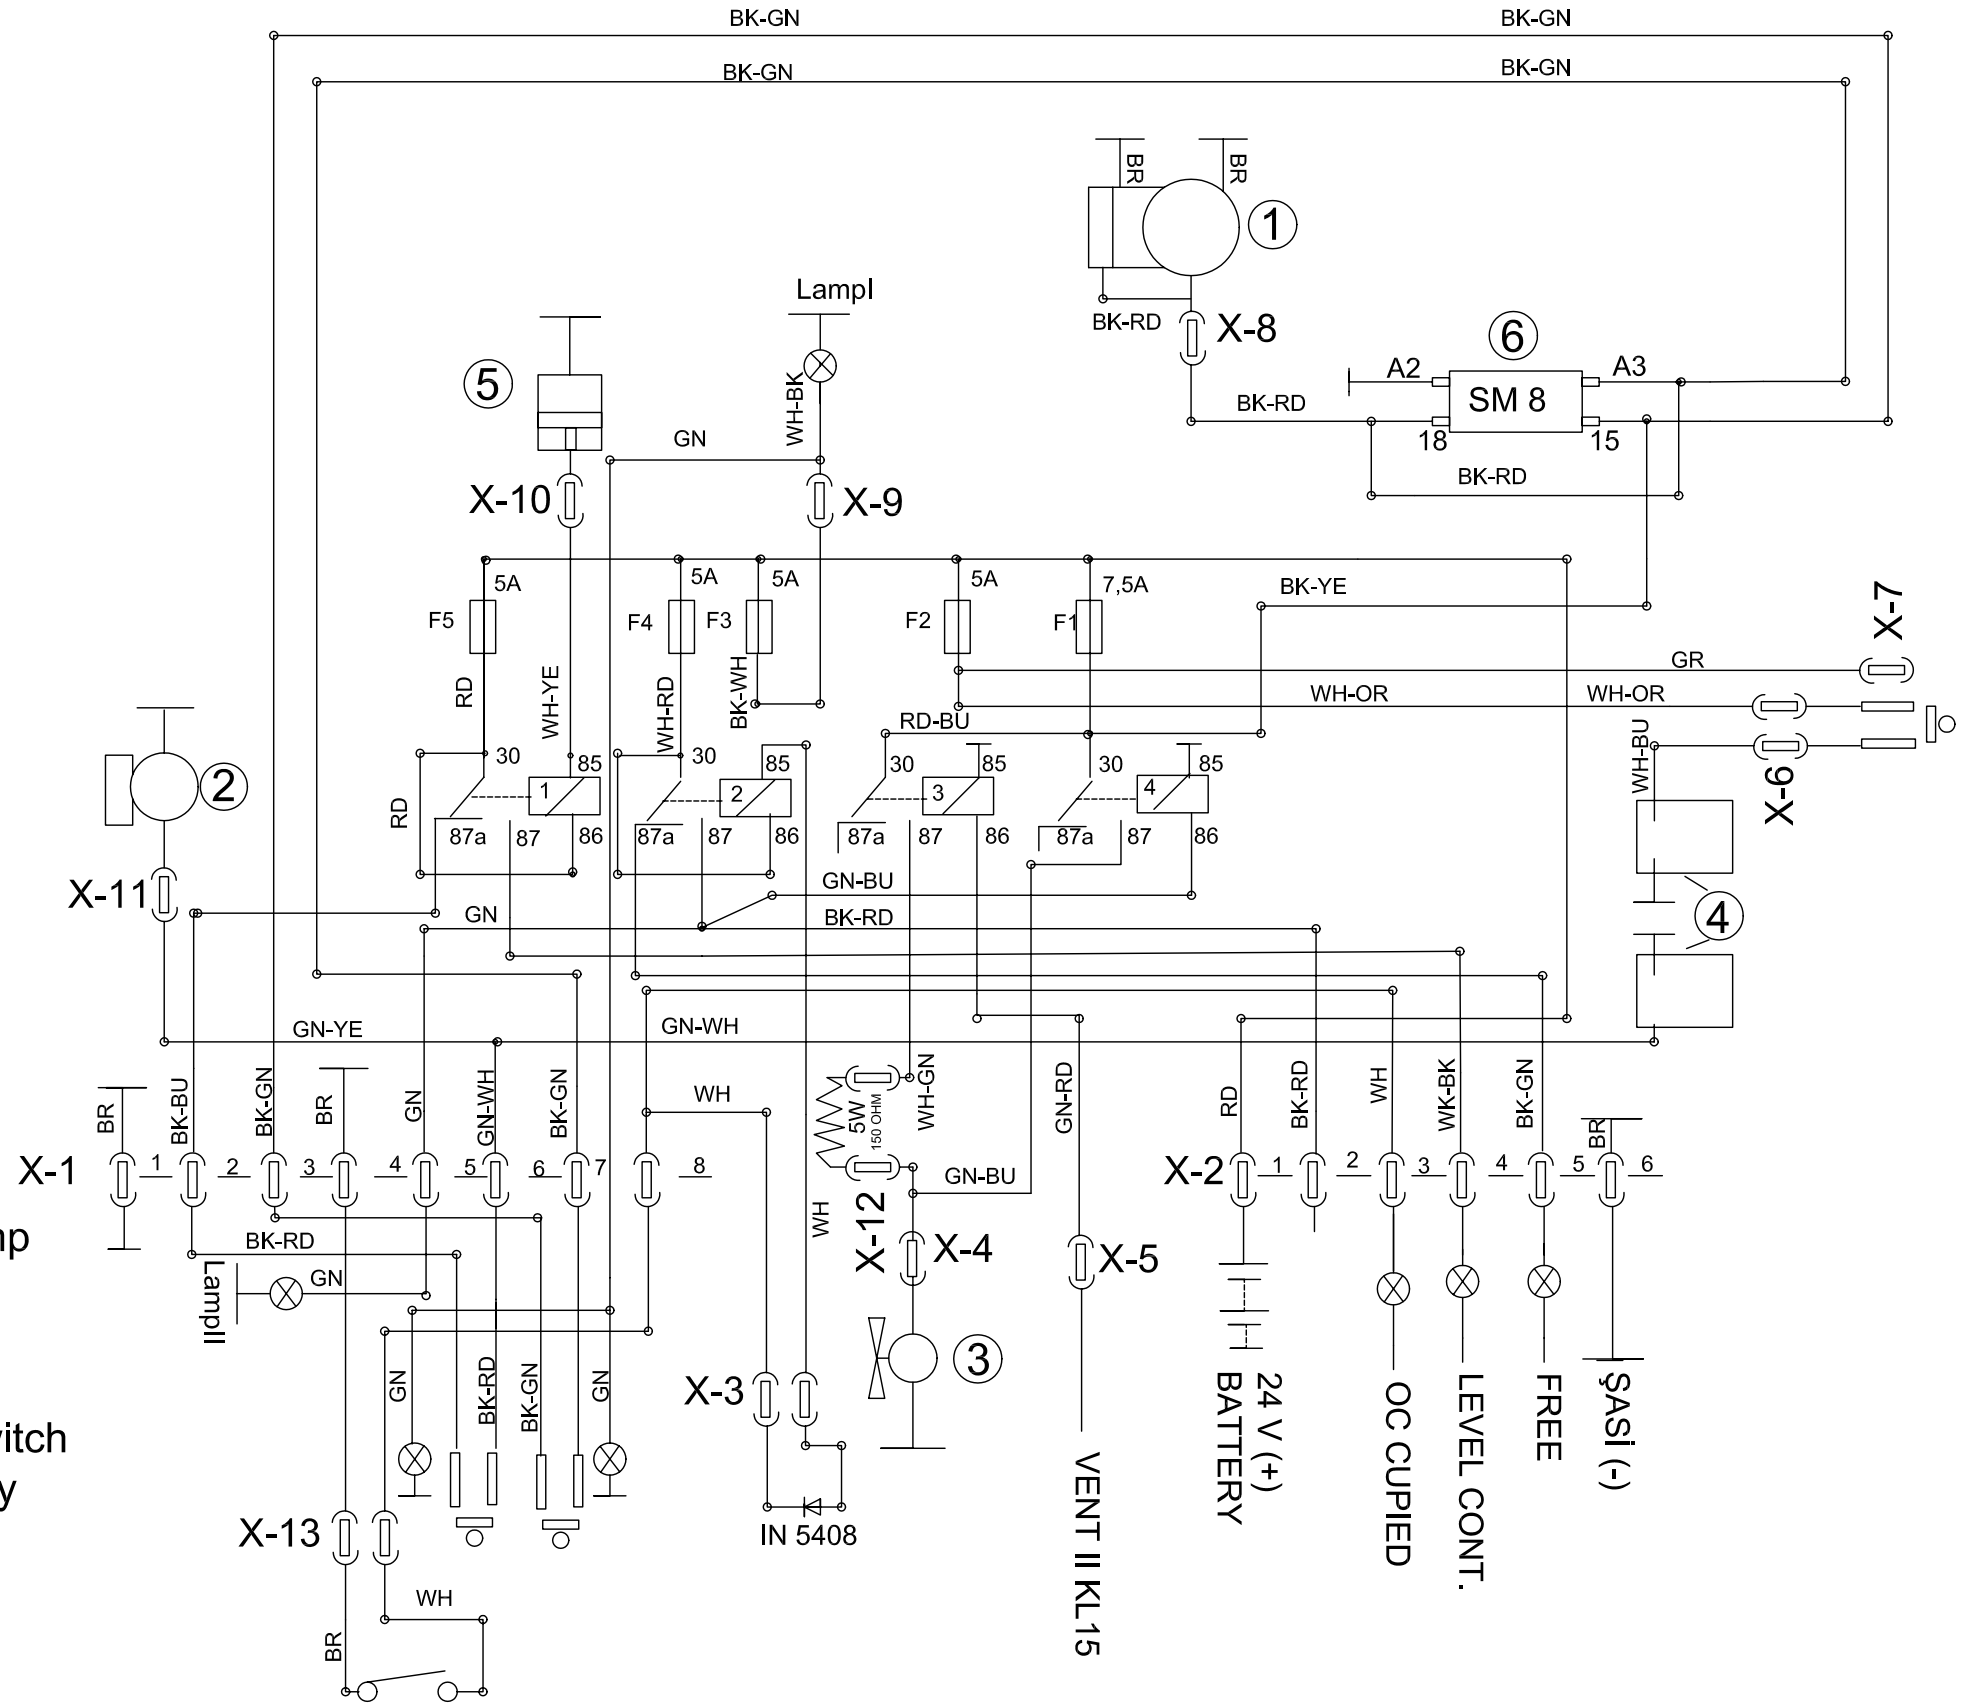 BK-GN
BK-GN
BK-GN
BK-GN
BR
BR
1
LampI
BK-RD
X-8
6
5
A2
A3
WH-BK
SM 8
BK-RD
GN
18
15
BK-RD
X-10
X-9
5A
5A
5A
5A
7,5A
BK-YE
X-7
F5
F4
F3
F2
F1
GR
RD
WH-YE
WH-RD
BK-WH
WH-OR
WH-OR
RD-BU
WH-BU
30
85
30
85
30
85
30
85
X-6
2
RD
1
2
3
4
87a
87
86
87a
87
86
87a
87
86
87a
87
86
X-11
GN-BU
GN
BK-RD
4
GN-YE
GN-WH
BR
BK-BU
BK-GN
BR
GN
GN-WH
BK-GN
WH
5W
150 OHM
WH-GN
GN-RD
RD
BK-RD
WH
WK-BK
BK-GN
BR
X-1
1
2
3
4
5
6
7
8
X-2
1
2
3
4
5
6
GN-BU
WH
X-12
mp
BK-RD
X-4
X-5
LampII
GN
3
GN
BK-RD
BK-GN
GN
X-3
24 V (+)
BATTERY
OC CUPIED
LEVEL CONT.
FREE
ŞASİ (-)
vitch
y
X-13
IN 5408
VENT II KL15
WH
BR